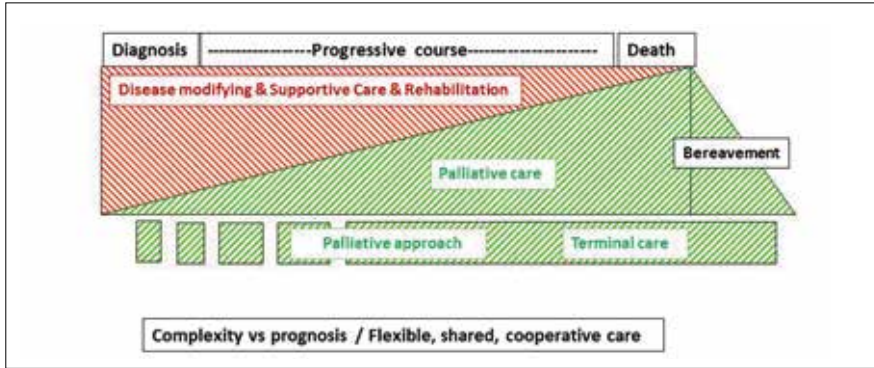 Diagnosis
------------------Progressive course-----------------------
Death
Disease modifying & Supportive Care & Rehabilitation
Bereavement
Palliative care
Palliative approach
Terminal care
Complexity vs prognosis / Flexible, shared, cooperative care